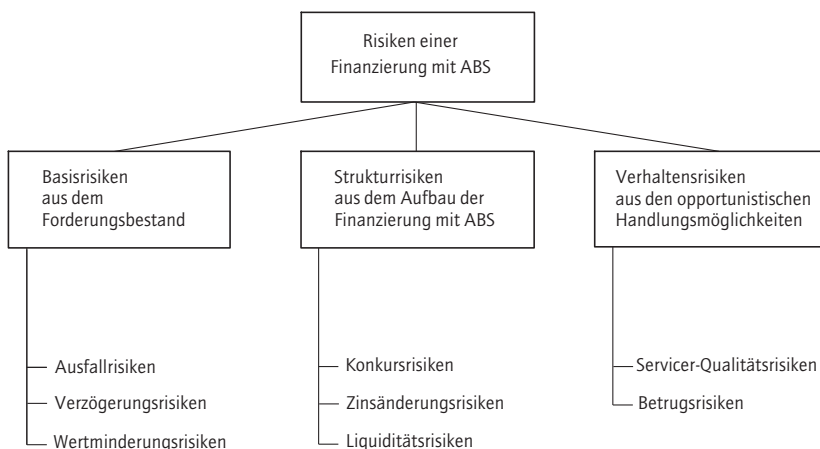 Risiken einer
Finanzierung mit ABS
Basisrisiken
aus dem
Forderungsbestand
Strukturrisiken
aus dem Aufbau der
Finanzierung mit ABS
Verhaltensrisiken
aus den opportunistischen
Handlungsmöglichkeiten
Ausfallrisiken
Verzögerungsrisiken
Wertminderungsrisiken
Konkursrisiken
Zinsänderungsrisiken
Liquiditätsrisiken
Servicer-Qualitätsrisiken
Betrugsrisiken